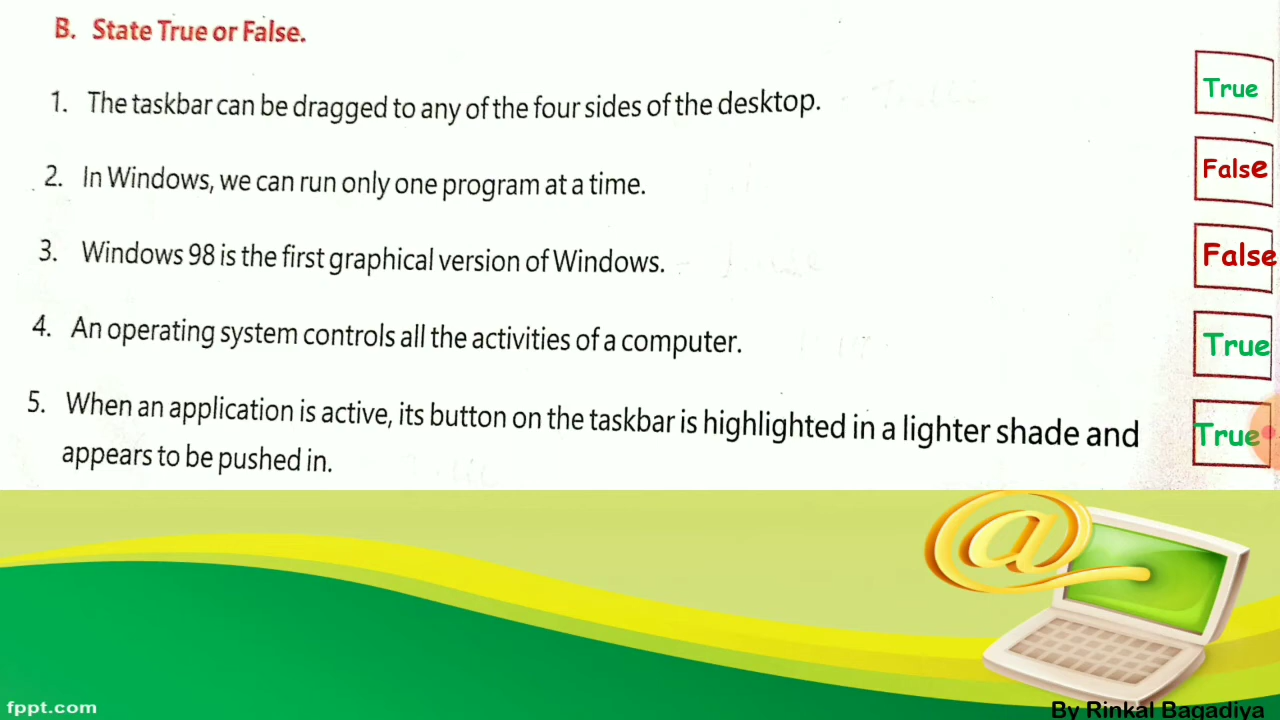 B. State True or False.
1. The taskbar can be dragged to any of the four sides of the desktop. True
2. In Windows, we can run only one program at a time. False
3. Windows 98 is the first graphical version of Windows. False
4. An operating system controls all the activities of a computer. True
5. When an application is active, its button on the taskbar is highlighted in a lighter shade and True
appears to be pushed in.
@
fppt.com
By Rinkal Bagadiya